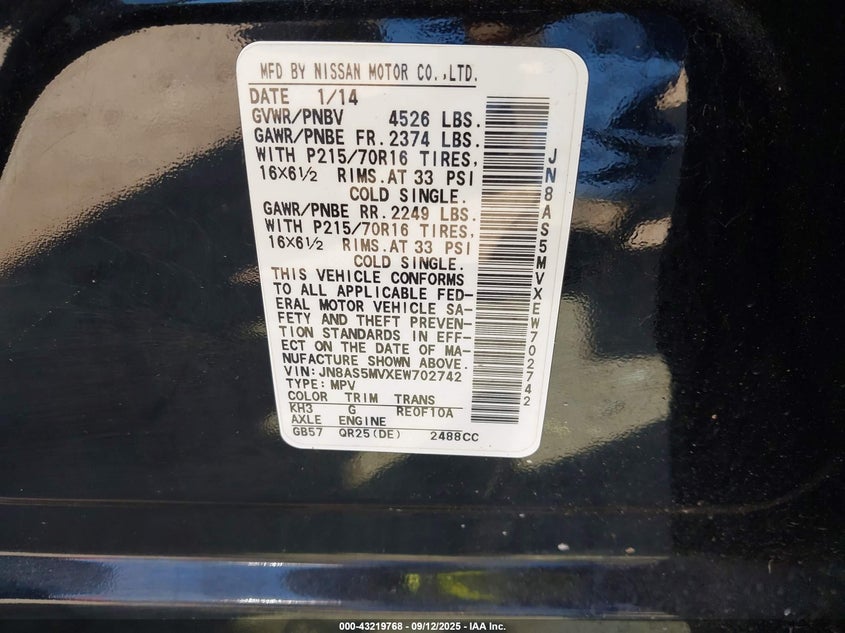 MFD BY NISSAN MOTOR CO.,LTD.
DATE 1/14
GVWR/PNBV 4526 LBS.
GAWR/PNBE FR. 2374 LBS.
WITH P215/70R16 TIRES,
16X6½ RIMS.AT 33 PSI
COLD SINGLE.
GAWR/PNBE RR. 2249 LBS.
WITH P215/70R16 TIRES,
16X6½ RIMS.AT 33 PSI
COLD SINGLE.
THIS VEHICLE CONFORMS
TO ALL APPLICABLE FED-
ERAL MOTOR VEHICLE SA-
FETY AND THEFT PREVEN-
TION STANDARDS IN EFF-
ECT ON THE DATE OF MA-
NUFACTURE SHOWN ABOVE.
VIN:JN8AS5MVXEW702742
TYPE:MPV
COLOR TRIM TRANS
KH3 G RE0F10A
AXLE ENGINE
GB57 QR25(DE) 2488CC
JN8AS5MVXEW702742
000-43219768 - 09/12/2025 - IAA Inc.